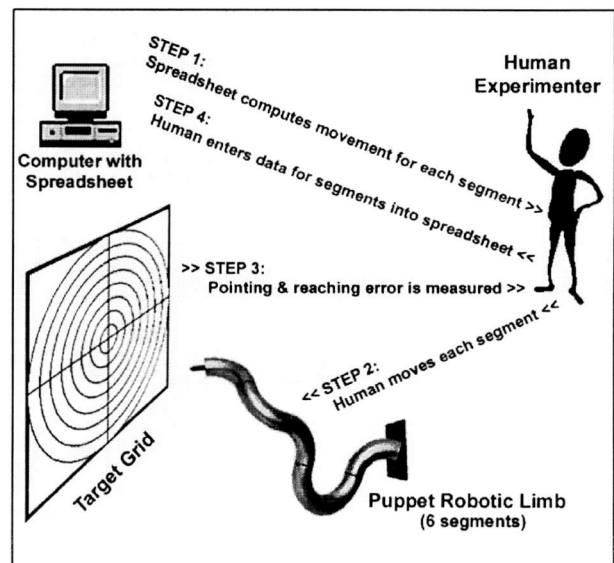 STEP 1:
Spreadsheet computes movement for each segment >>
STEP 4:
Human enters data for segments into spreadsheet <<
Human
Experimenter
Computer with
Spreadsheet
>> STEP 3:
Pointing & reaching error is measured >>
<< STEP 2:
Human moves each segment <<
Target Grid
Puppet Robotic Limb
(6 segments)